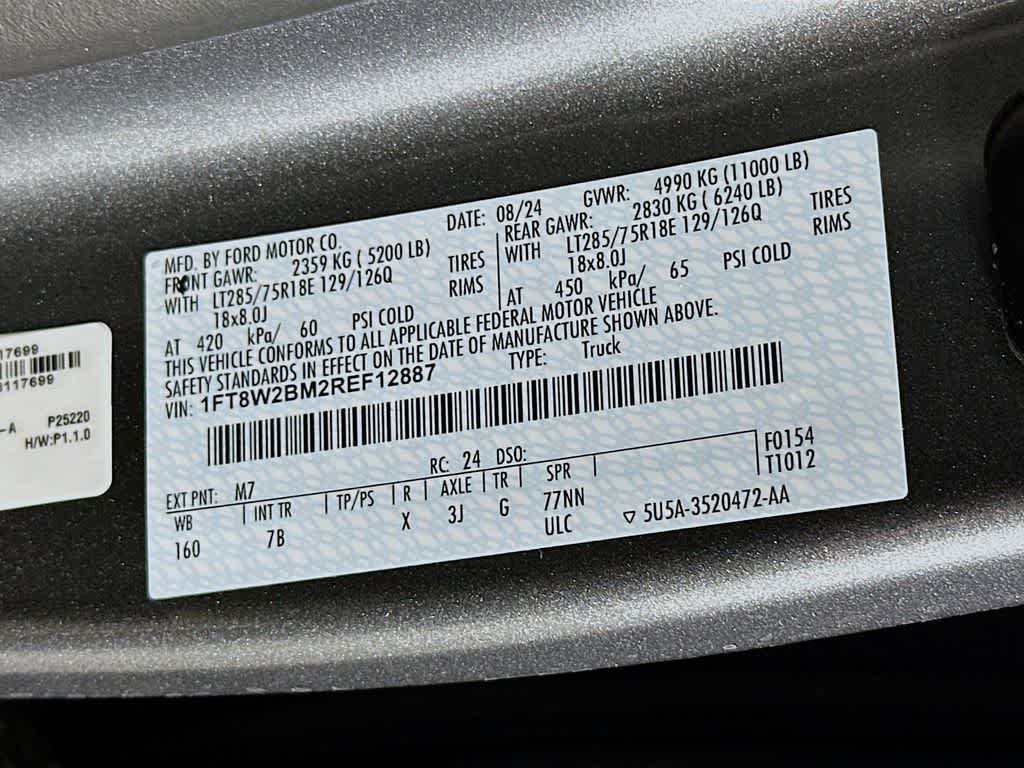 MFD. BY FORD MOTOR CO. DATE: 08/24 GVWR: 4990 KG (11000 LB)
FRONT GAWR: 2359 KG ( 5200 LB) REAR GAWR: 2830 KG ( 6240 LB)
WITH LT285/75R18E 129/126Q TIRES WITH LT285/75R18E 129/126Q TIRES
18x8.0J RIMS 18x8.0J RIMS
AT 420 kPa/ 60 PSI COLD AT 450 kPa/ 65 PSI COLD
THIS VEHICLE CONFORMS TO ALL APPLICABLE FEDERAL MOTOR VEHICLE
SAFETY STANDARDS IN EFFECT ON THE DATE OF MANUFACTURE SHOWN ABOVE.
VIN: 1FT8W2BM2REF12887 TYPE: Truck
EXT PNT: M7 RC: 24 DSO: F0154
WB INT TR TP/PS R AXLE TR SPR T1012
160 7B X 3J G 77NN
ULC ▽ 5U5A-3520472-AA
17699
117699
-A P25220
H/W:P1.1.0